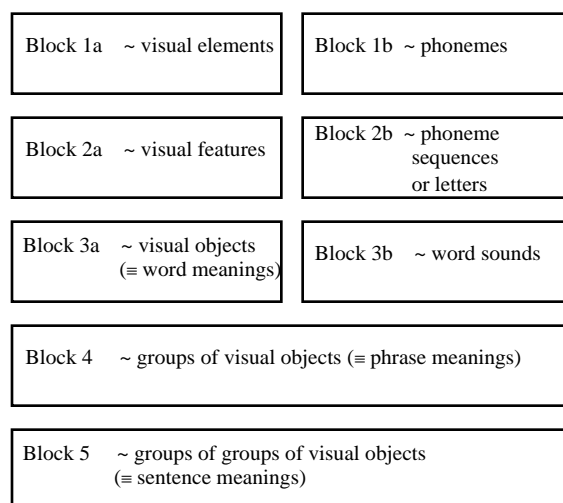 Block 1a ~ visual elements
Block 1b ~ phonemes
Block 2a ~ visual features
Block 2b ~ phoneme
sequences
or letters
Block 3a ~ visual objects
(≡ word meanings)
Block 3b ~ word sounds
Block 4 ~ groups of visual objects (≡ phrase meanings)
Block 5 ~ groups of groups of visual objects
(≡ sentence meanings)